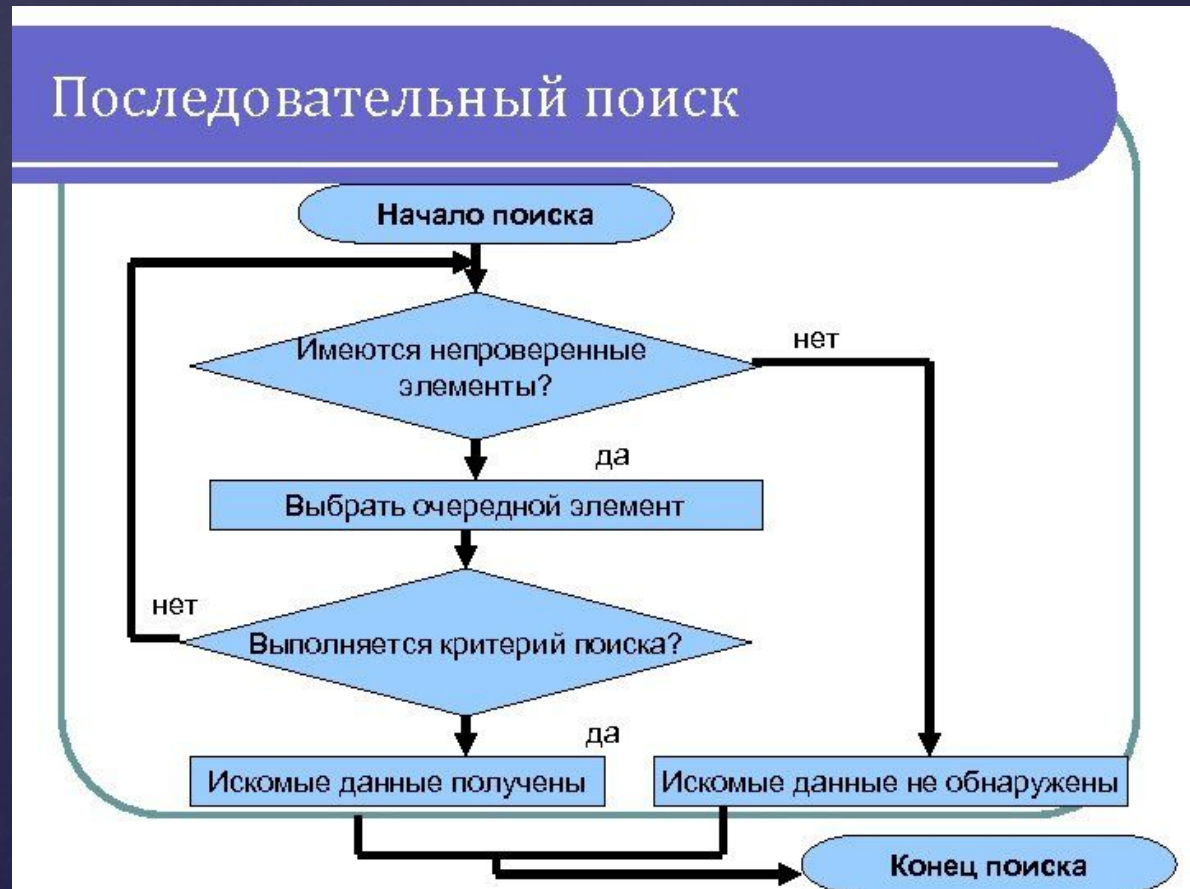 Последовательный поиск
Начало поиска
Имеются непроверенные
элементы?
нет
да
Выбрать очередной элемент
нет
Выполняется критерий поиска?
да
Искомые данные получены
Искомые данные не обнаружены
Конец поиска